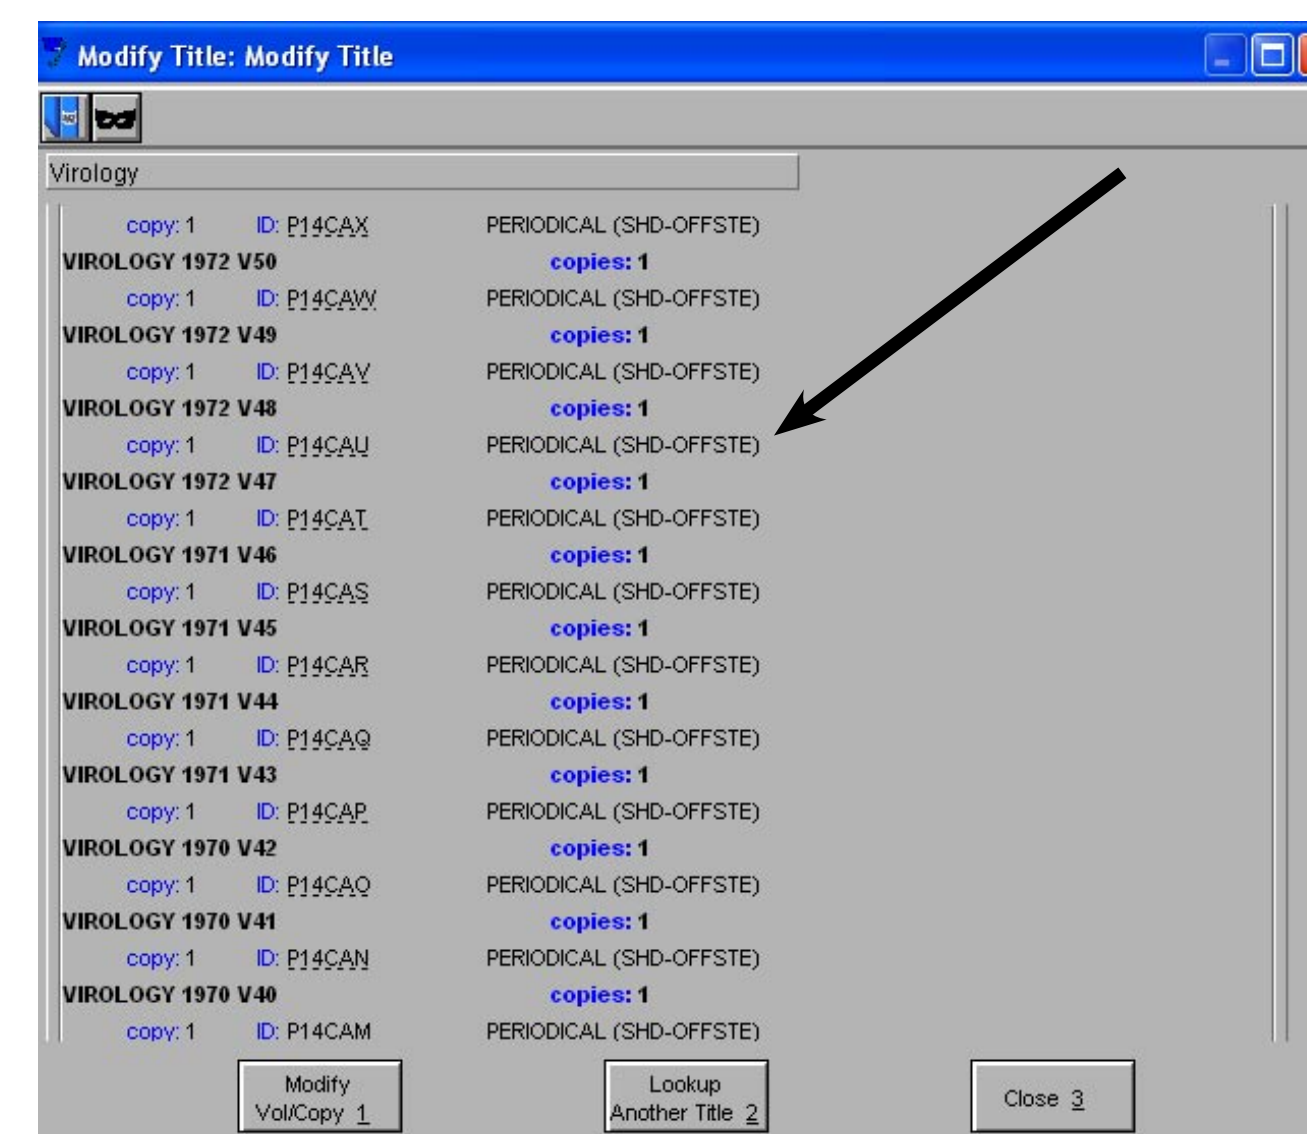 Modify Title: Modify Title
Virology
copy: 1 ID: P14CAX PERIODICAL (SHD-OFFSTE)
VIROLOGY 1972 V50 copies: 1
copy: 1 ID: P14CAW PERIODICAL (SHD-OFFSTE)
VIROLOGY 1972 V49 copies: 1
copy: 1 ID: P14CAV PERIODICAL (SHD-OFFSTE)
VIROLOGY 1972 V48 copies: 1
copy: 1 ID: P14CAU PERIODICAL (SHD-OFFSTE)
VIROLOGY 1972 V47 copies: 1
copy: 1 ID: P14CAT PERIODICAL (SHD-OFFSTE)
VIROLOGY 1971 V46 copies: 1
copy: 1 ID: P14CAS PERIODICAL (SHD-OFFSTE)
VIROLOGY 1971 V45 copies: 1
copy: 1 ID: P14CAR PERIODICAL (SHD-OFFSTE)
VIROLOGY 1971 V44 copies: 1
copy: 1 ID: P14CAQ PERIODICAL (SHD-OFFSTE)
VIROLOGY 1971 V43 copies: 1
copy: 1 ID: P14CAP PERIODICAL (SHD-OFFSTE)
VIROLOGY 1970 V42 copies: 1
copy: 1 ID: P14CAO PERIODICAL (SHD-OFFSTE)
VIROLOGY 1970 V41 copies: 1
copy: 1 ID: P14CAN PERIODICAL (SHD-OFFSTE)
VIROLOGY 1970 V40 copies: 1
copy: 1 ID: P14CAM PERIODICAL (SHD-OFFSTE)
Modify
Vol/Copy 1
Lookup
Another Title 2
Close 3